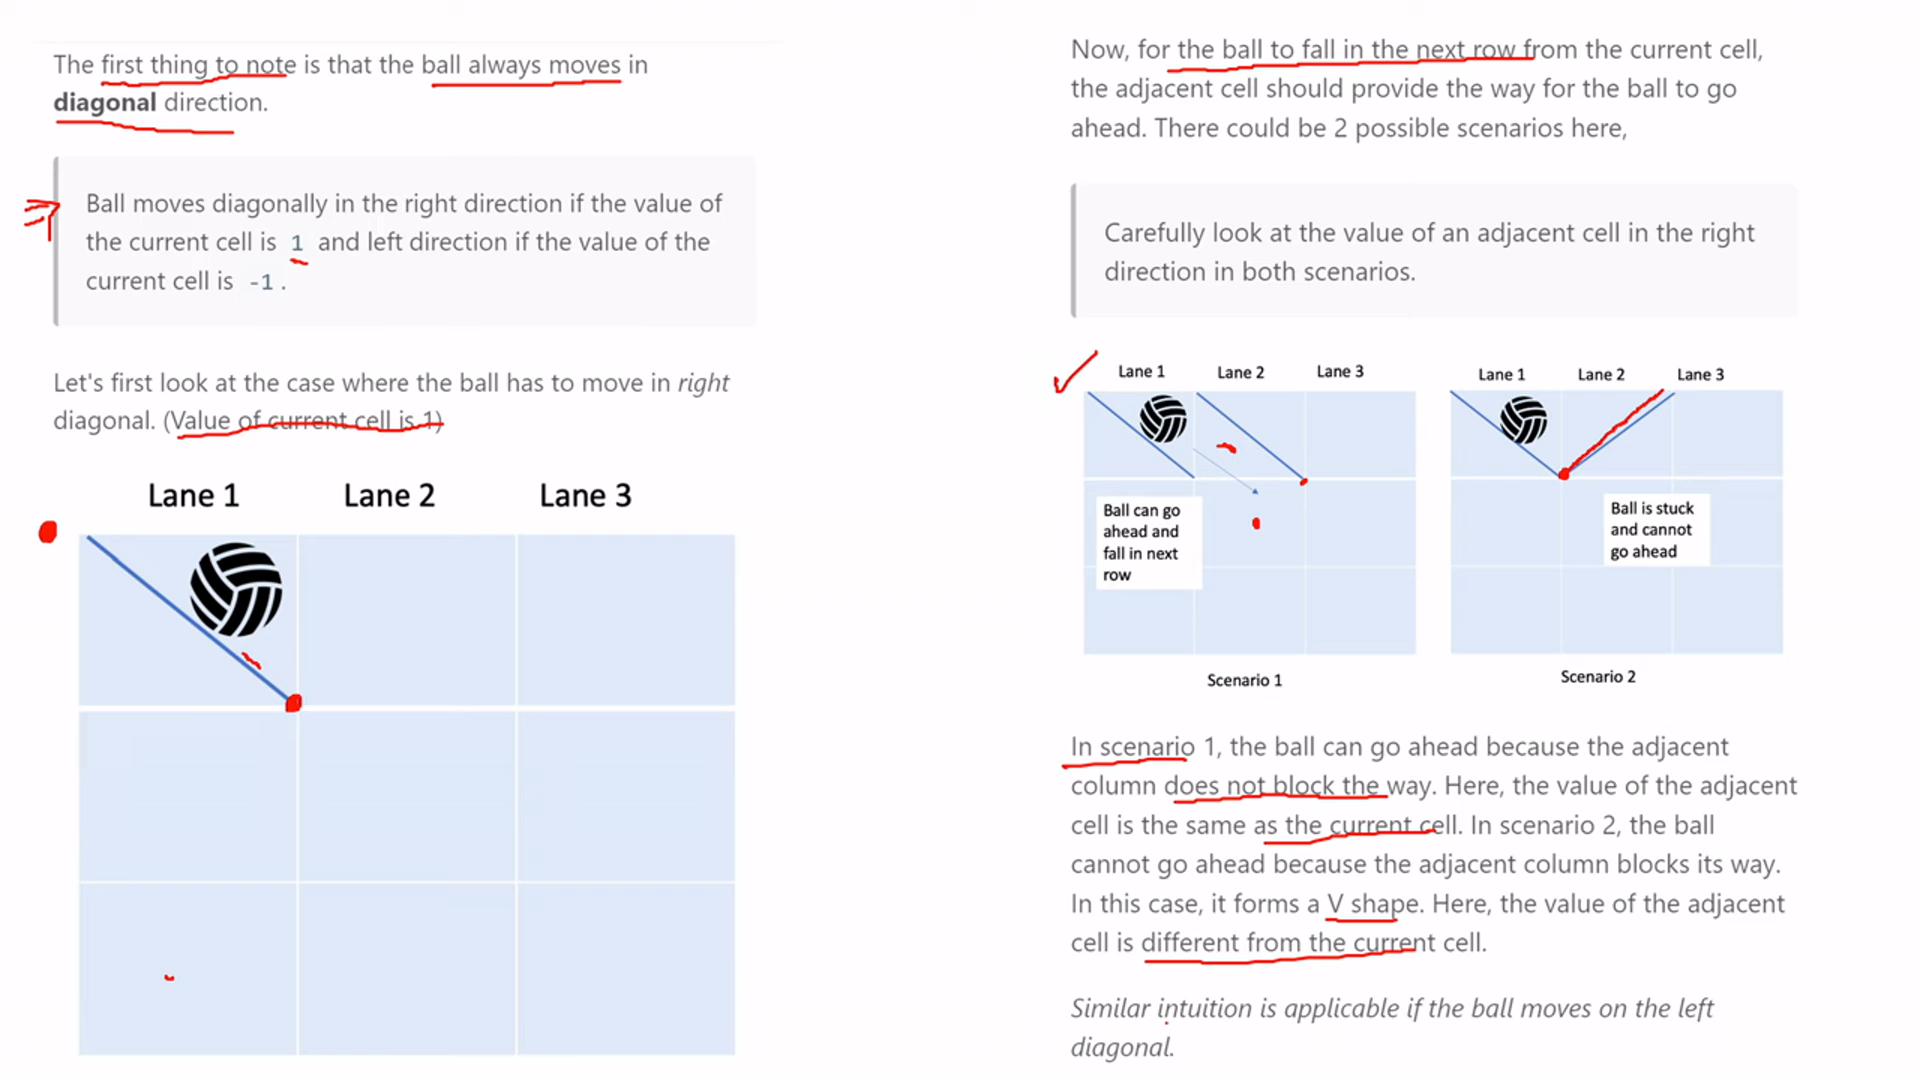 The first thing to note is that the ball always moves in
diagonal direction.
Ball moves diagonally in the right direction if the value of
the current cell is 1 and left direction if the value of the
current cell is -1 .
Let's first look at the case where the ball has to move in right
diagonal. (Value of current cell is 1)
Lane 1 Lane 2 Lane 3
Now, for the ball to fall in the next row from the current cell,
the adjacent cell should provide the way for the ball to go
ahead. There could be 2 possible scenarios here,
Carefully look at the value of an adjacent cell in the right
direction in both scenarios.
Lane 1 Lane 2 Lane 3
Ball can go
ahead and
fall in next
row
Scenario 1
Lane 1 Lane 2 Lane 3
Ball is stuck
and cannot
go ahead
Scenario 2
In scenario 1, the ball can go ahead because the adjacent
column does not block the way. Here, the value of the adjacent
cell is the same as the current cell. In scenario 2, the ball
cannot go ahead because the adjacent column blocks its way.
In this case, it forms a V shape. Here, the value of the adjacent
cell is different from the current cell.
Similar intuition is applicable if the ball moves on the left
diagonal.